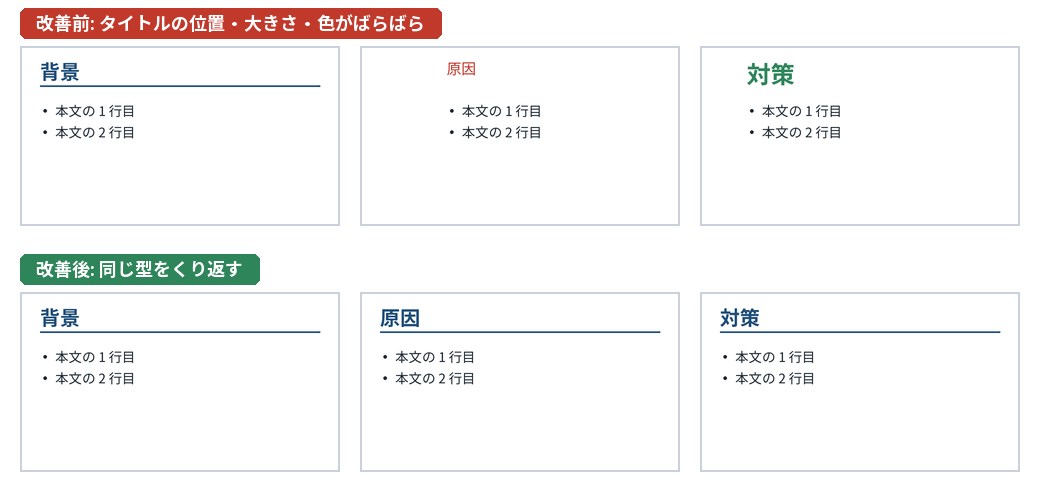 改善前: タイトルの位置・大きさ・色がばらばら
背景
• 本文の1行目
• 本文の2行目
原因
• 本文の1行目
• 本文の2行目
対策
• 本文の1行目
• 本文の2行目
改善後: 同じ型をくり返す
背景
• 本文の1行目
• 本文の2行目
原因
• 本文の1行目
• 本文の2行目
対策
• 本文の1行目
• 本文の2行目